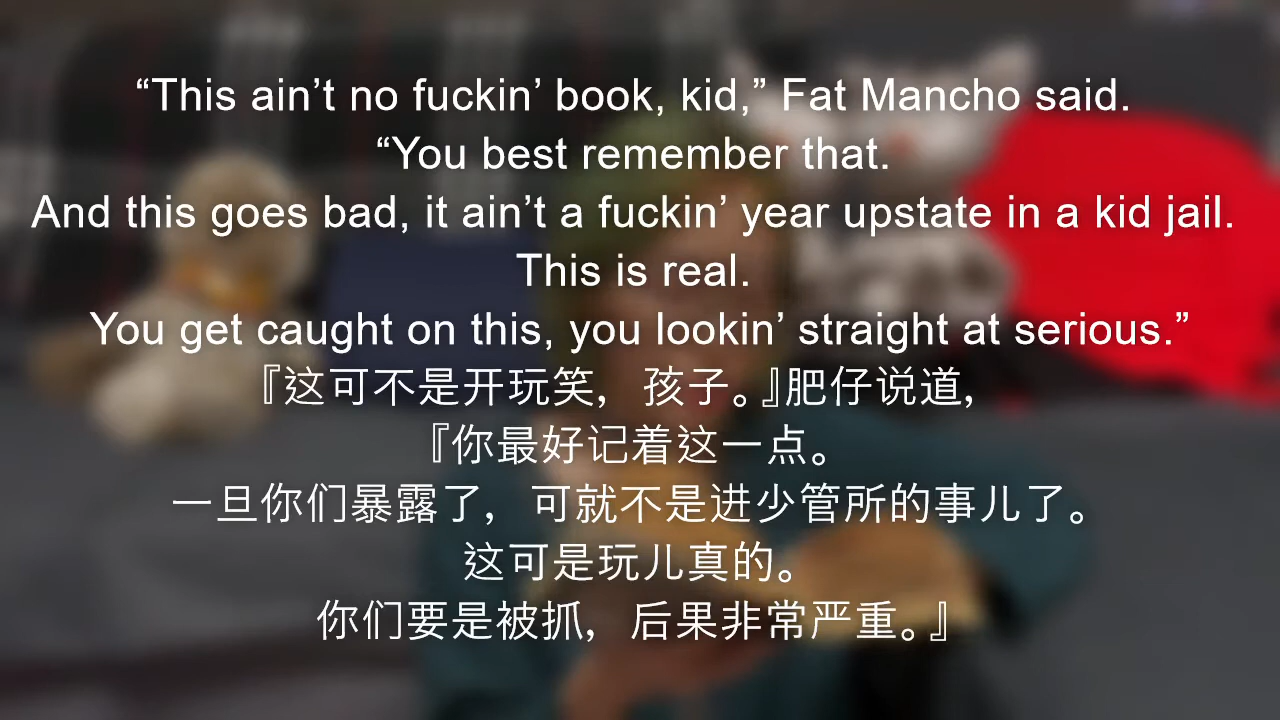 “This ain’t no fuckin’ book, kid,” Fat Mancho said.
“You best remember that.
And this goes bad, it ain’t a fuckin’ year upstate in a kid jail.
This is real.
You get caught on this, you lookin’ straight at serious.”
『这可不是开玩笑，孩子。』肥仔说道，
『你最好记着这一点。
一旦你们暴露了，可就不是进少管所的事儿了。
这可是玩儿真的。
你们要是被抓，后果非常严重。』